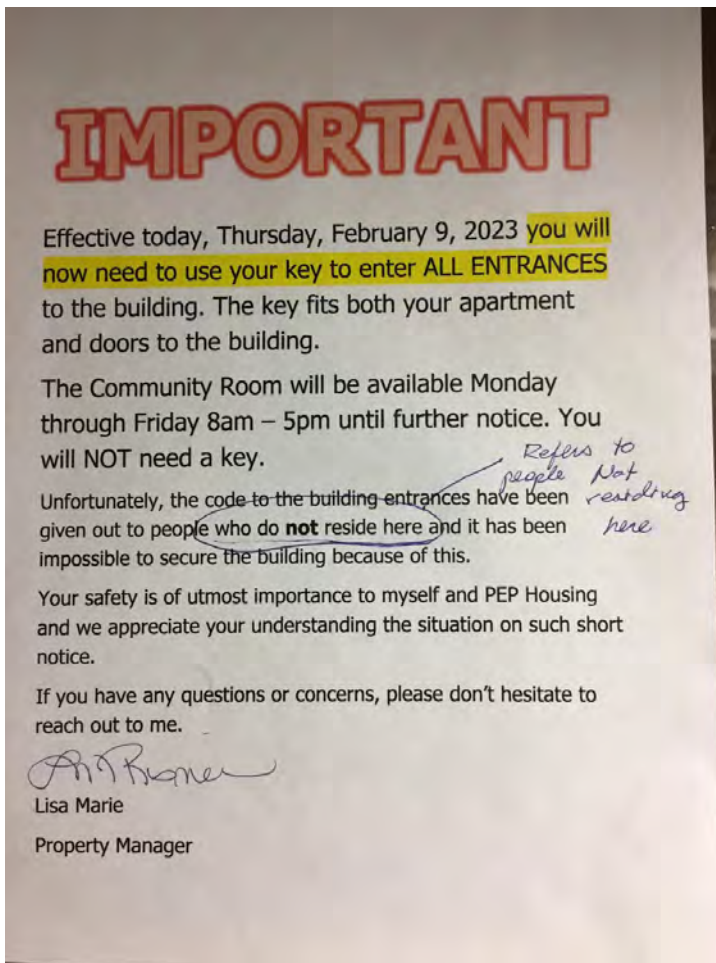 IMPORTANT
Effective today, Thursday, February 9, 2023 you will
now need to use your key to enter ALL ENTRANCES
to the building. The key fits both your apartment
and doors to the building.
The Community Room will be available Monday
through Friday 8am – 5pm until further notice. You
will NOT need a key.
Refers to
people Not
residing
here
Unfortunately, the code to the building entrances have been
given out to people who do not reside here and it has been
impossible to secure the building because of this.
Your safety is of utmost importance to myself and PEP Housing
and we appreciate your understanding the situation on such short
notice.
If you have any questions or concerns, please don't hesitate to
reach out to me.
Lisa Marie
Property Manager